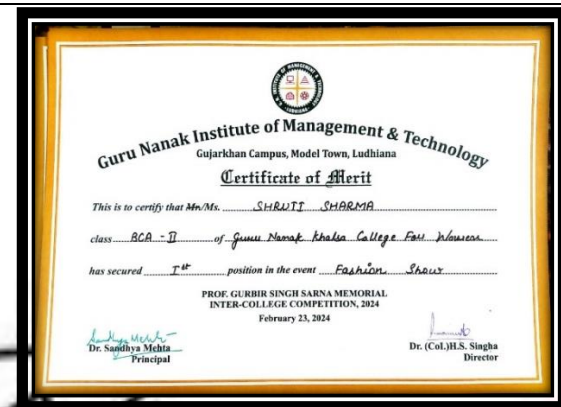 Guru Nanak Institute of Management & Technology
Gujarkhan Campus, Model Town, Ludhiana
Certificate of Merit
This is to certify that Mr/Ms. SHRUTI SHARMA
class BCA - II of Guru Nanak Khalsa College For Women
has secured Ist position in the event Fashion Show
PROF. GURBIR SINGH SARNA MEMORIAL
INTER-COLLEGE COMPETITION, 2024
February 23, 2024
Sandhya Mehta
Dr. Sandhya Mehta
Principal
Dr. (Col.)H.S. Singha
Director